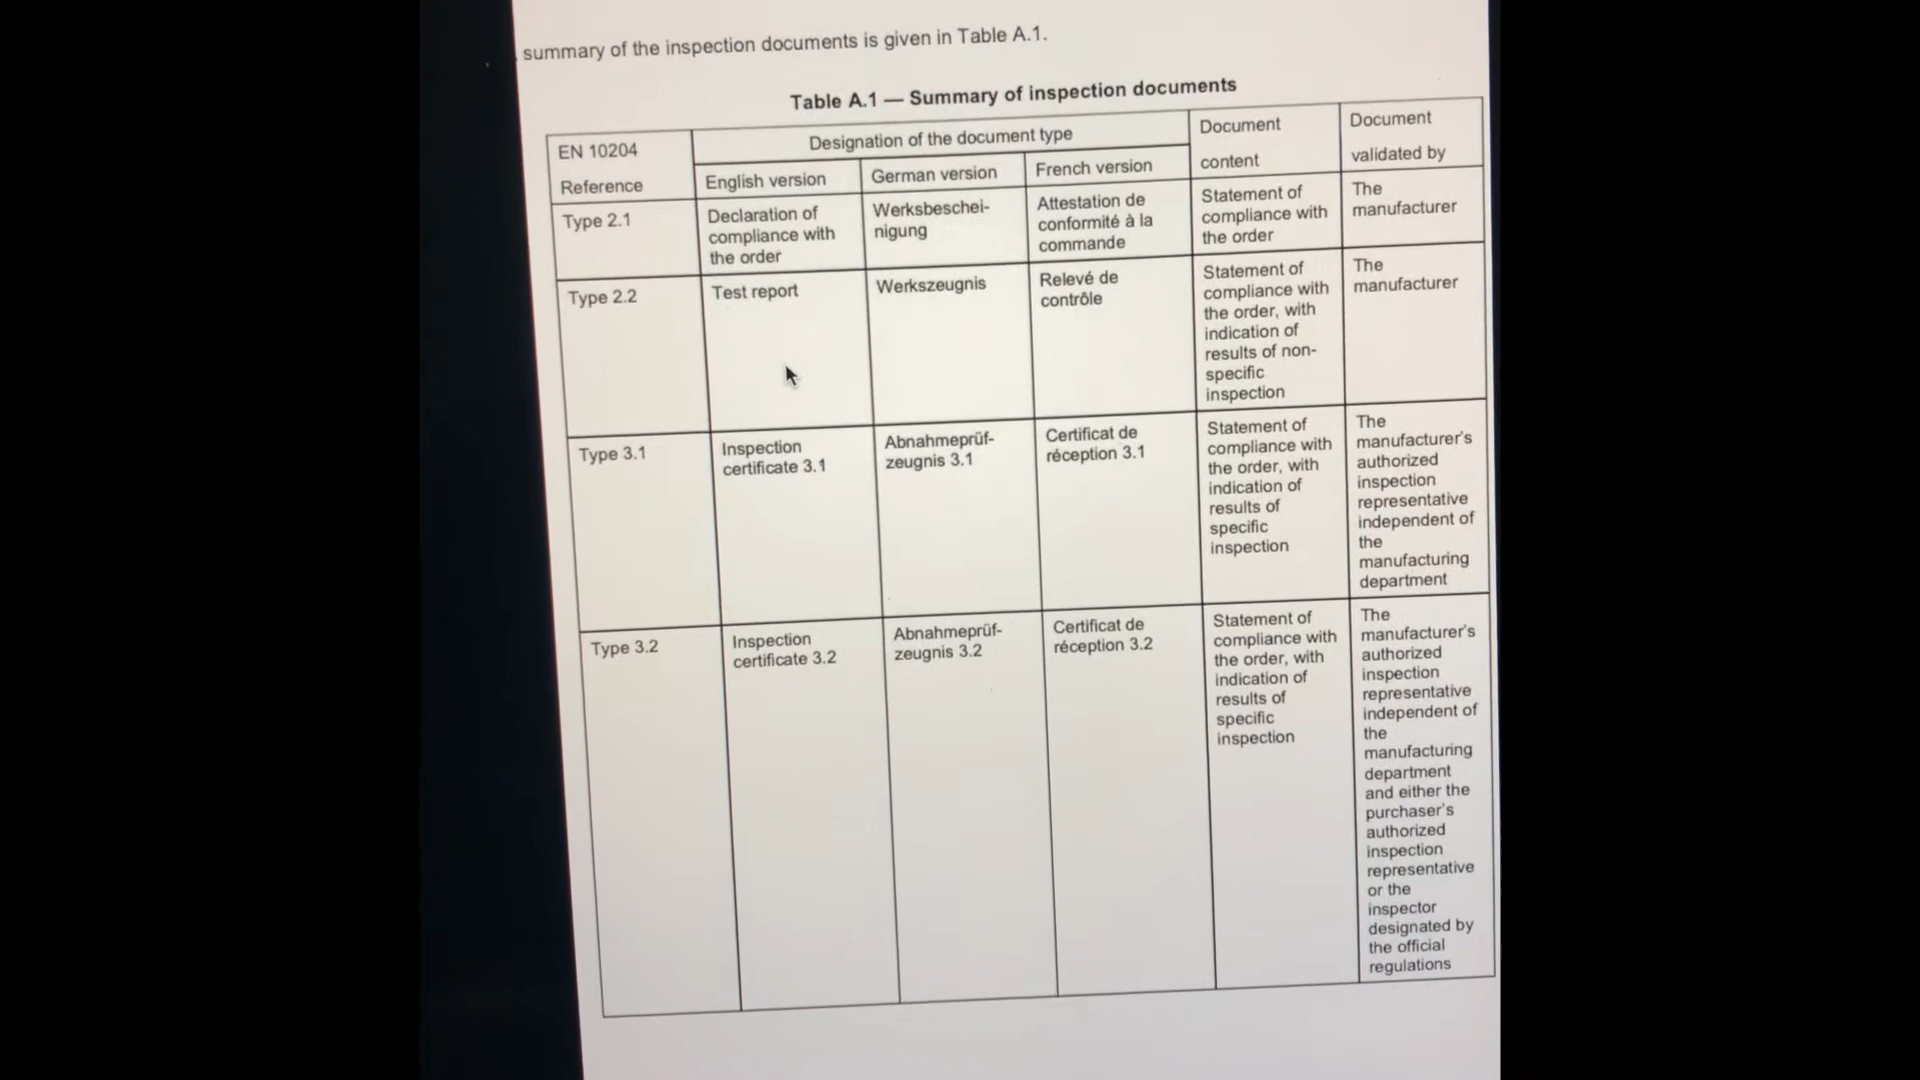 summary of the inspection documents is given in Table A.1.
Table A.1 — Summary of inspection documents
EN 10204
Reference
Designation of the document type
Document
content
Document
validated by
English version
German version
French version
Type 2.1
Declaration of
compliance with
the order
Werksbeschei-
nigung
Attestation de
conformité à la
commande
Statement of
compliance with
the order
The
manufacturer
Type 2.2
Test report
Werkszeugnis
Relevé de
contrôle
Statement of
compliance with
the order, with
indication of
results of non-
specific
inspection
The
manufacturer
Type 3.1
Inspection
certificate 3.1
Abnahmeprüf-
zeugnis 3.1
Certificat de
réception 3.1
Statement of
compliance with
the order, with
indication of
results of
specific
inspection
The
manufacturer's
authorized
inspection
representative
independent of
the
manufacturing
department
Type 3.2
Inspection
certificate 3.2
Abnahmeprüf-
zeugnis 3.2
Certificat de
réception 3.2
Statement of
compliance with
the order, with
indication of
results of
specific
inspection
The
manufacturer's
authorized
inspection
representative
independent of
the
manufacturing
department
and either the
purchaser's
authorized
inspection
representative
or the
inspector
designated by
the official
regulations